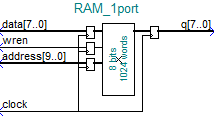 RAM_1port
data[7..0]
q[7..0]
wren
address[9..0]
8 bits
1024 words
clock